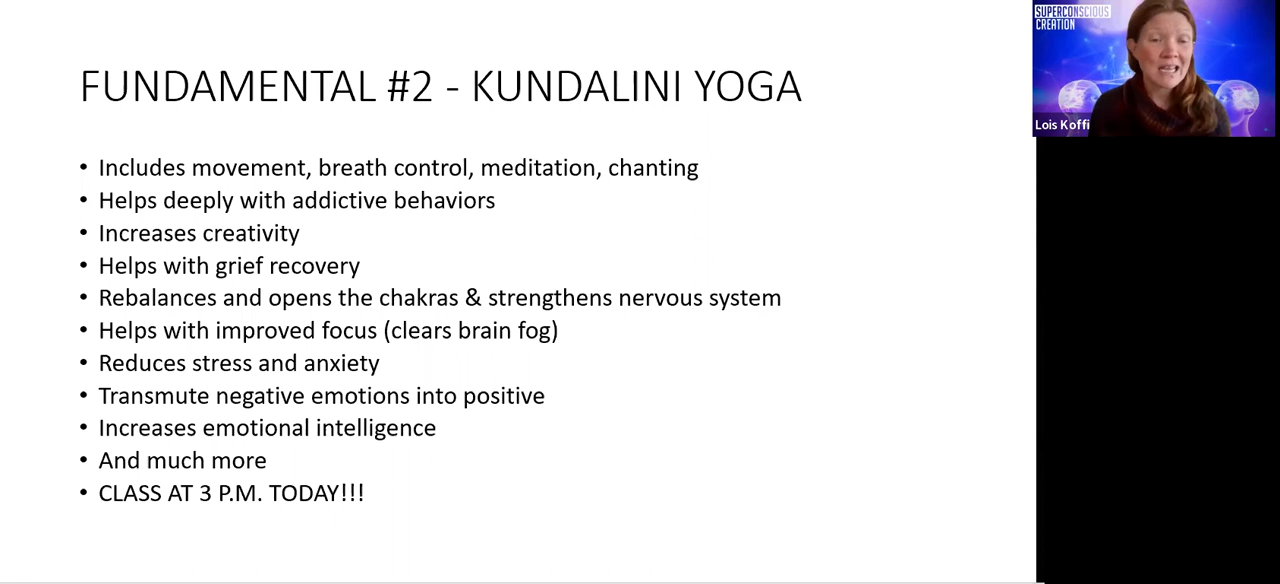 FUNDAMENTAL #2 - KUNDALINI YOGA
• Includes movement, breath control, meditation, chanting
• Helps deeply with addictive behaviors
• Increases creativity
• Helps with grief recovery
• Rebalances and opens the chakras & strengthens nervous system
• Helps with improved focus (clears brain fog)
• Reduces stress and anxiety
• Transmute negative emotions into positive
• Increases emotional intelligence
• And much more
• CLASS AT 3 P.M. TODAY!!!
SUPERCONSCIOUS
CREATION
Lois Koffi